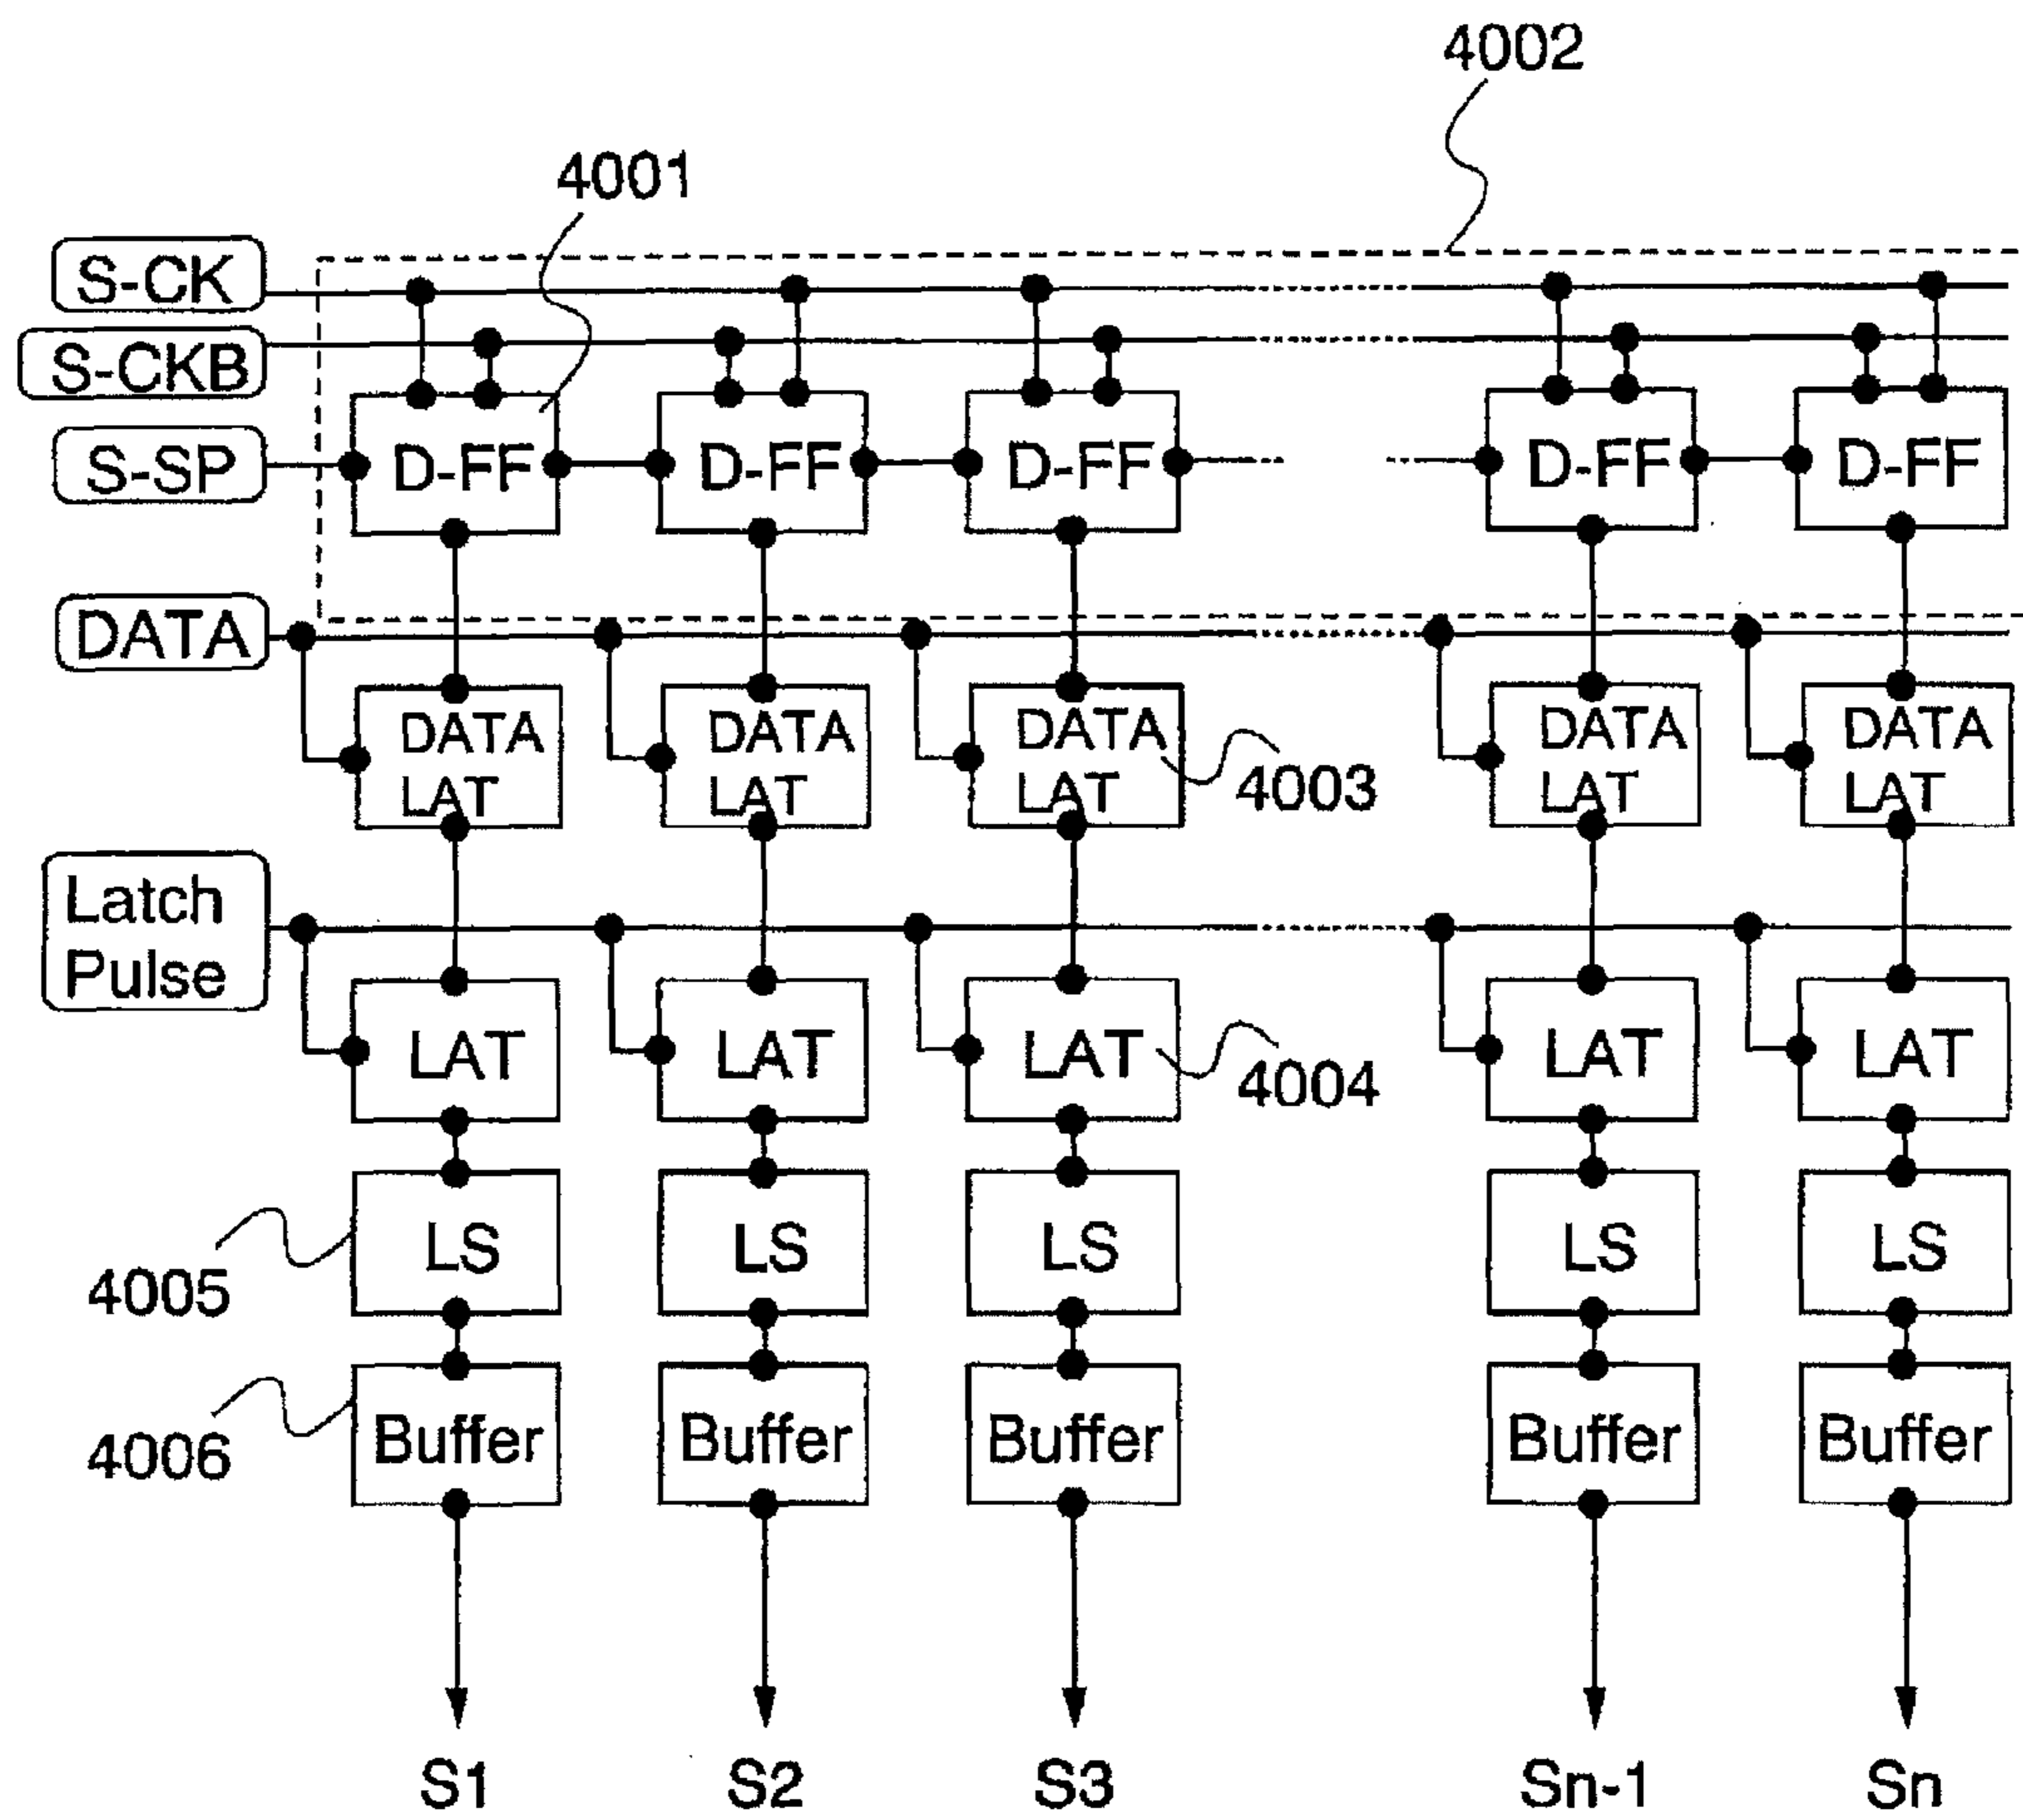 4002
4001
S-CK
S-CKB
S-SP
D-FF D-FF D-FF D-FF D-FF
DATA
DATA DATA DATA DATA DATA
LAT LAT LAT LAT LAT
4003
Latch
Pulse
LAT LAT LAT LAT LAT
4004
LS LS LS LS LS
4005
Buffer Buffer Buffer Buffer Buffer
4006
S1 S2 S3 Sn-1 Sn